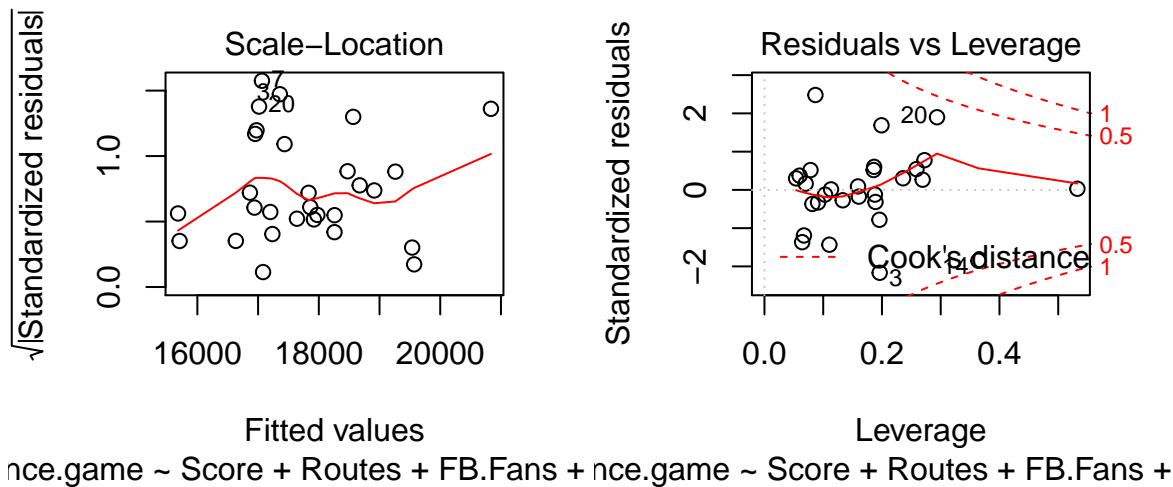 Scale−Location
√|Standardized residuals|
0.0
1.0
7
3
20
16000 18000 20000
Fitted values
nce.game ~ Score + Routes + FB.Fans +
Residuals vs Leverage
Standardized residuals
−2
0
2
20
3
14
1
0.5
0.5
1
Cook's distance
0.0 0.2 0.4
Leverage
nce.game ~ Score + Routes + FB.Fans +